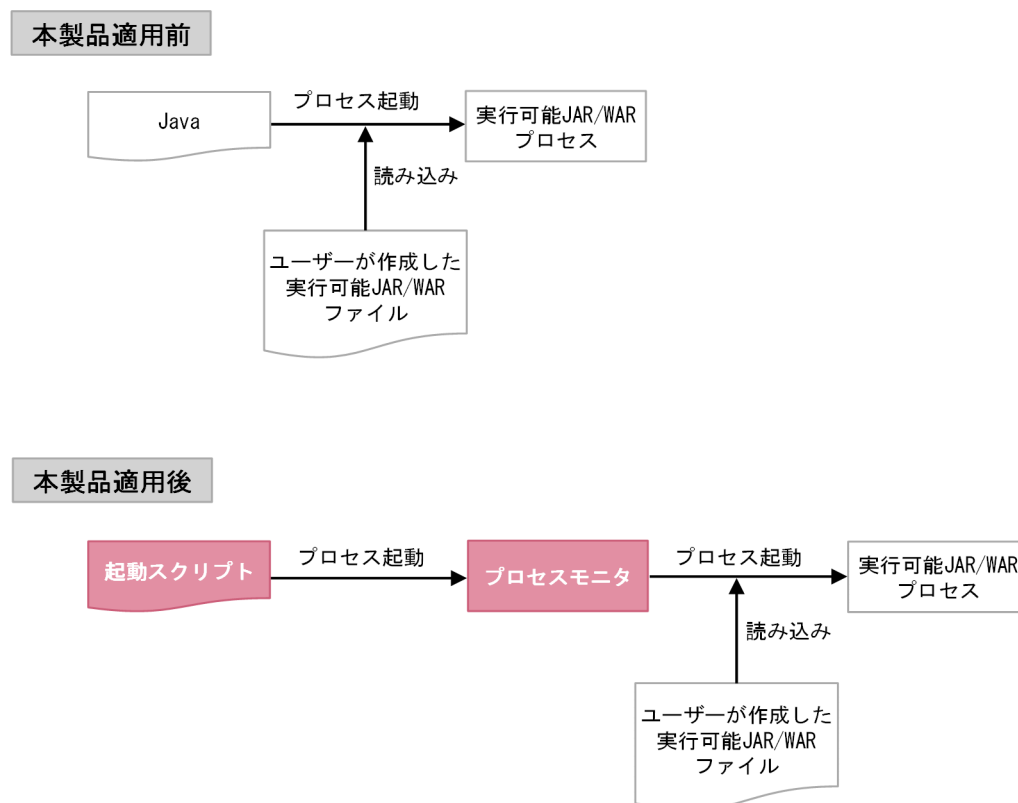 本製品適用前
Java
プロセス起動
実行可能JAR/WAR
プロセス
読み込み
ユーザーが作成した
実行可能JAR/WAR
ファイル
本製品適用後
起動スクリプト
プロセス起動
プロセスモニタ
プロセス起動
実行可能JAR/WAR
プロセス
読み込み
ユーザーが作成した
実行可能JAR/WAR
ファイル